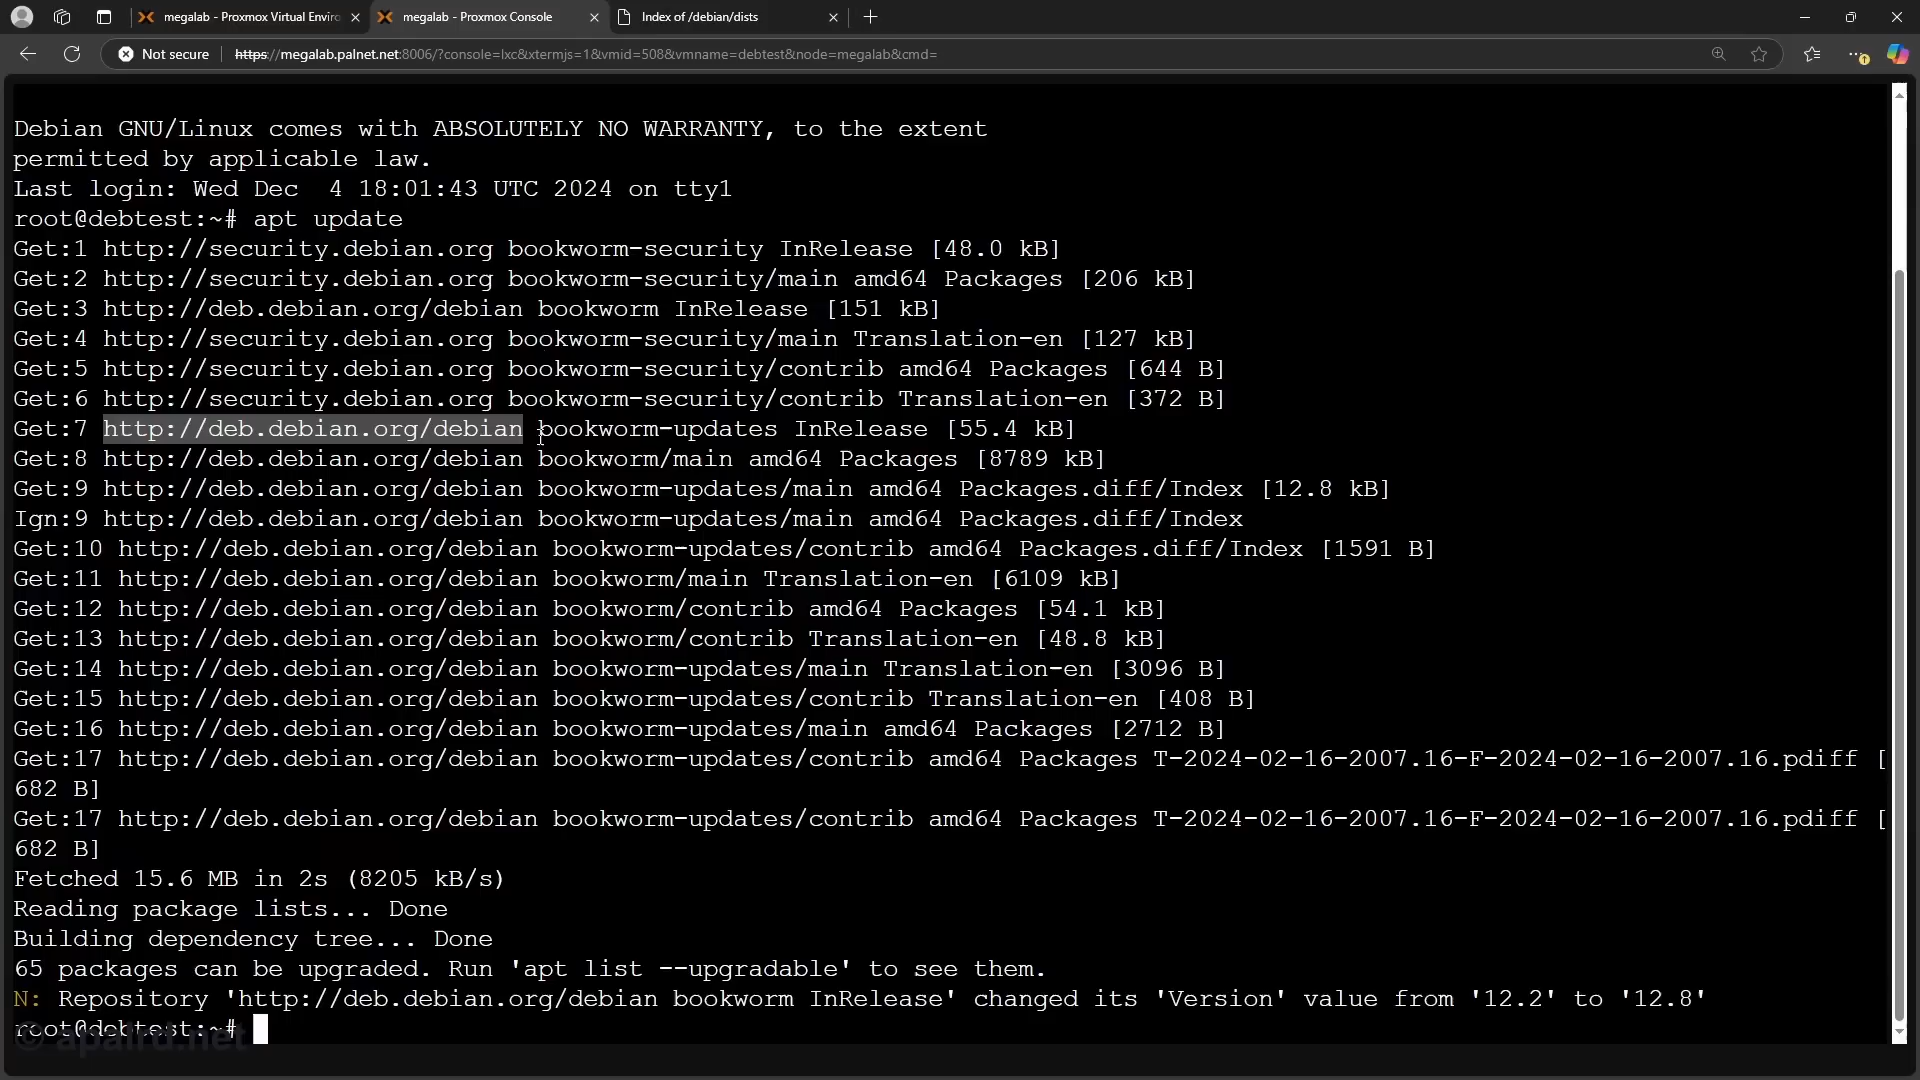 megalab - Proxmox Virtual Enviro
megalab - Proxmox Console
Index of /debian/dists
Not secure
https://megalab.palnet.net:8006/?console=lxc&xtermjs=1&vmid=508&vmname=debtest&node=megalab&cmd=
Debian GNU/Linux comes with ABSOLUTELY NO WARRANTY, to the extent
permitted by applicable law.
Last login: Wed Dec  4 18:01:43 UTC 2024 on tty1
root@debtest:~# apt update
Get:1 http://security.debian.org bookworm-security InRelease [48.0 kB]
Get:2 http://security.debian.org bookworm-security/main amd64 Packages [206 kB]
Get:3 http://deb.debian.org/debian bookworm InRelease [151 kB]
Get:4 http://security.debian.org bookworm-security/main Translation-en [127 kB]
Get:5 http://security.debian.org bookworm-security/contrib amd64 Packages [644 B]
Get:6 http://security.debian.org bookworm-security/contrib Translation-en [372 B]
Get:7 http://deb.debian.org/debian bookworm-updates InRelease [55.4 kB]
Get:8 http://deb.debian.org/debian bookworm/main amd64 Packages [8789 kB]
Get:9 http://deb.debian.org/debian bookworm-updates/main amd64 Packages.diff/Index [12.8 kB]
Ign:9 http://deb.debian.org/debian bookworm-updates/main amd64 Packages.diff/Index
Get:10 http://deb.debian.org/debian bookworm-updates/contrib amd64 Packages.diff/Index [1591 B]
Get:11 http://deb.debian.org/debian bookworm/main Translation-en [6109 kB]
Get:12 http://deb.debian.org/debian bookworm/contrib amd64 Packages [54.1 kB]
Get:13 http://deb.debian.org/debian bookworm/contrib Translation-en [48.8 kB]
Get:14 http://deb.debian.org/debian bookworm-updates/main Translation-en [3096 B]
Get:15 http://deb.debian.org/debian bookworm-updates/contrib Translation-en [408 B]
Get:16 http://deb.debian.org/debian bookworm-updates/main amd64 Packages [2712 B]
Get:17 http://deb.debian.org/debian bookworm-updates/contrib amd64 Packages T-2024-02-16-2007.16-F-2024-02-16-2007.16.pdiff [
682 B]
Get:17 http://deb.debian.org/debian bookworm-updates/contrib amd64 Packages T-2024-02-16-2007.16-F-2024-02-16-2007.16.pdiff [
682 B]
Fetched 15.6 MB in 2s (8205 kB/s)
Reading package lists... Done
Building dependency tree... Done
65 packages can be upgraded. Run 'apt list --upgradable' to see them.
N: Repository 'http://deb.debian.org/debian bookworm InRelease' changed its 'Version' value from '12.2' to '12.8'
root@debtest:~#
© apalrd.net